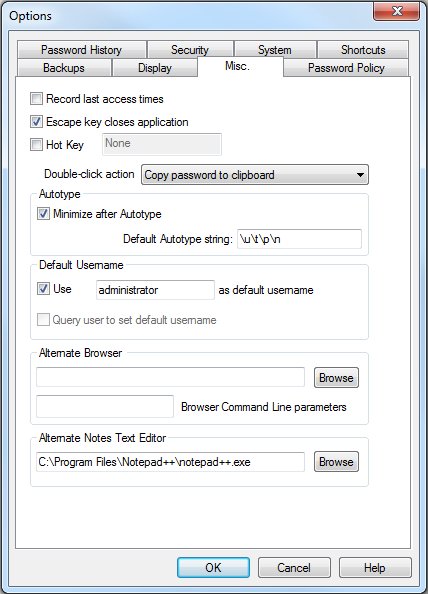 Options
Password History Security System Shortcuts
Backups Display Misc. Password Policy
Record last access times
Escape key closes application
Hot Key None
Double-click action Copy password to clipboard
Autotype
Minimize after Autotype
Default Autotype string: \u\t\p\n
Default Username
Use administrator as default username
Query user to set default username
Alternate Browser
Browse
Browser Command Line parameters
Alternate Notes Text Editor
C:\Program Files\Notepad++\notepad++.exe Browse
OK Cancel Help